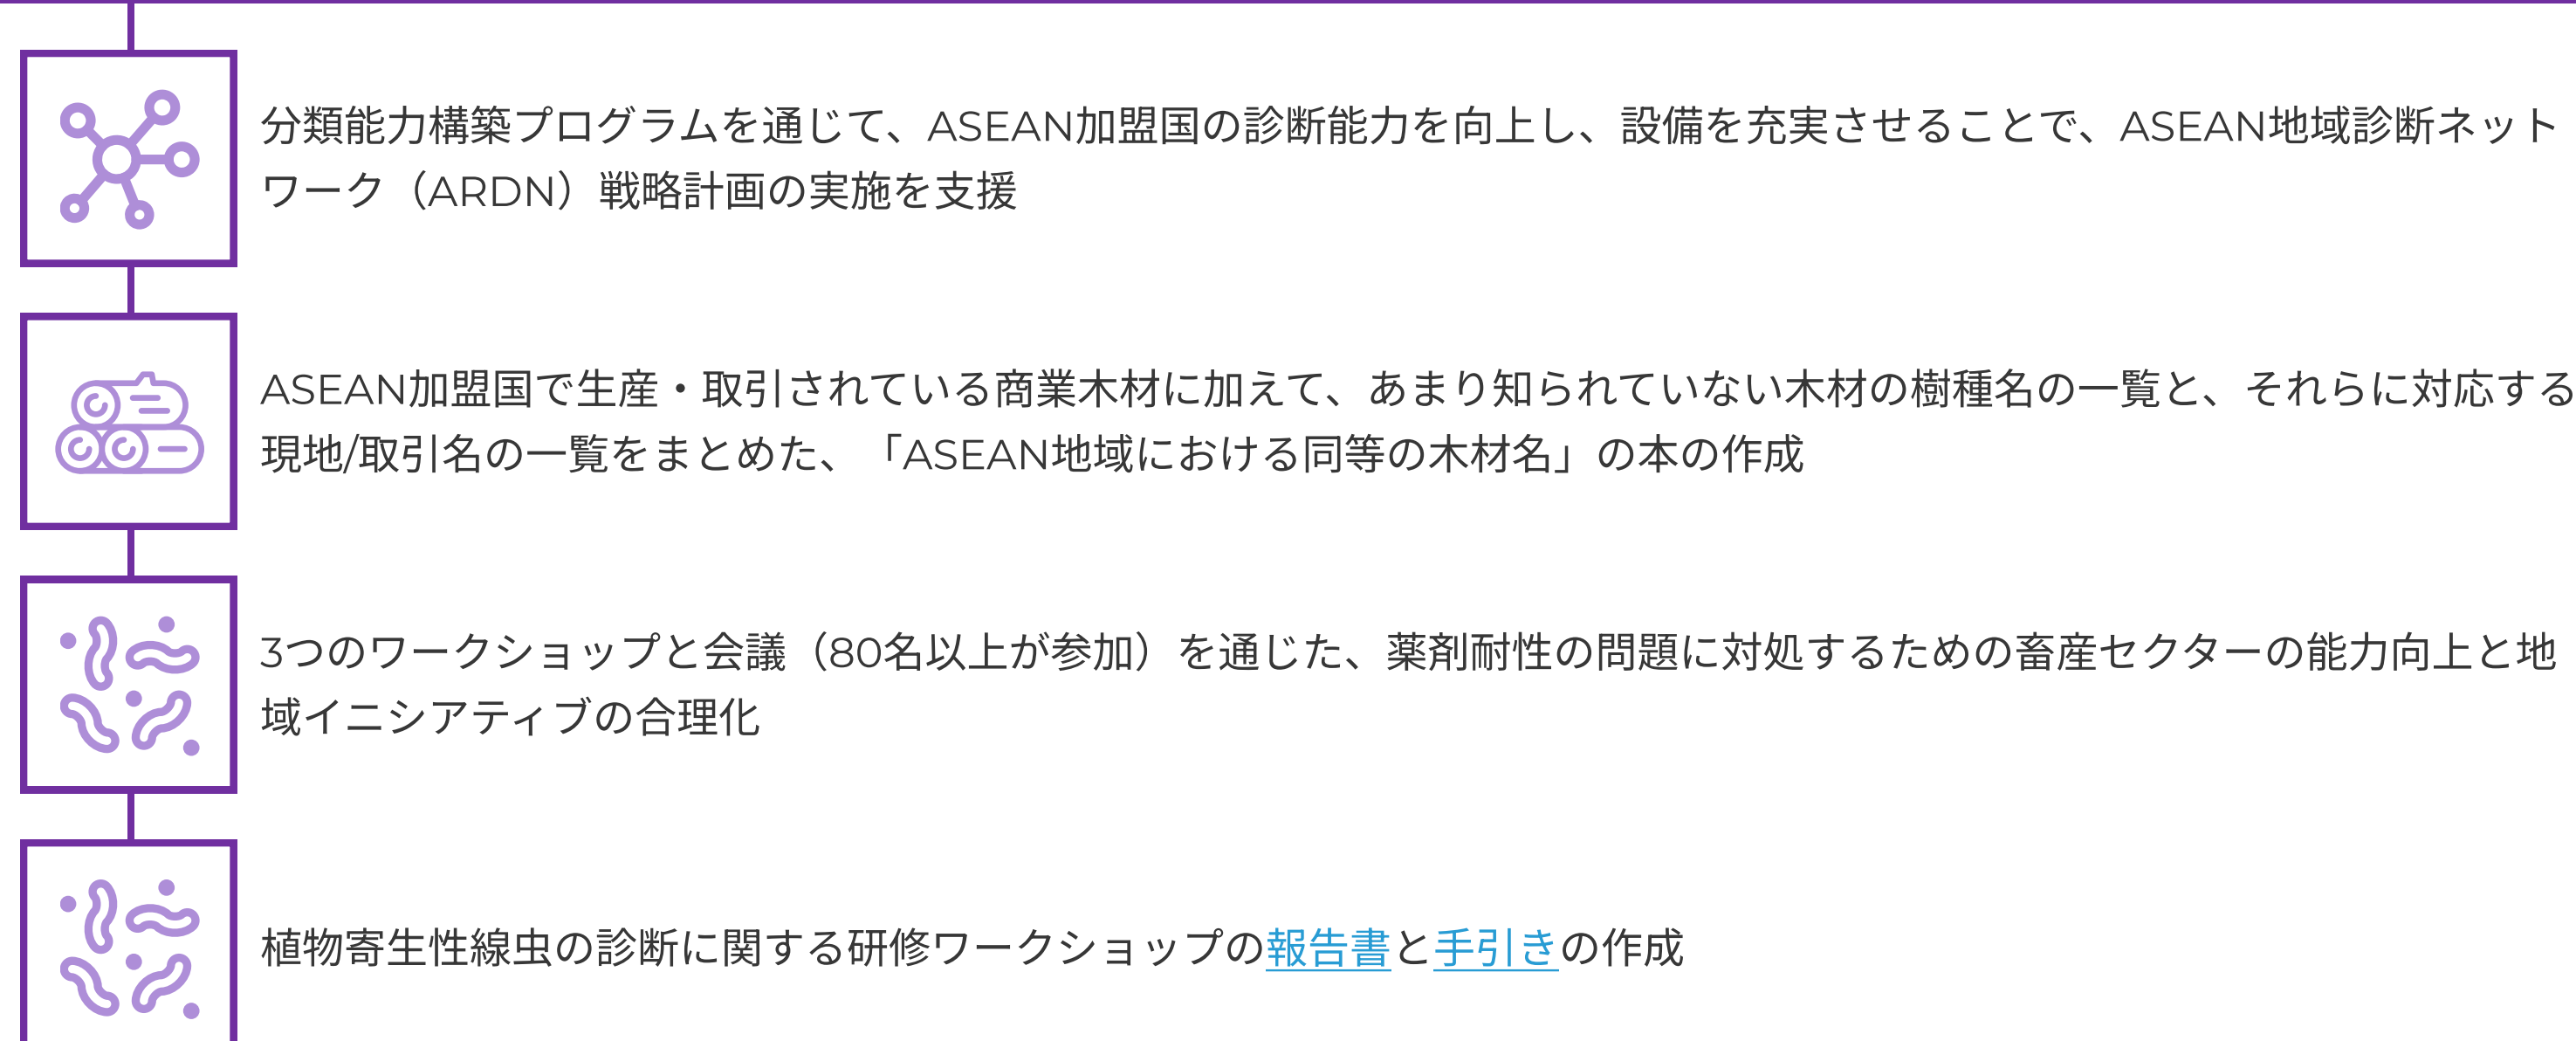 分類能力構築プログラムを通じて、ASEAN加盟国の診断能力を向上し、設備を充実させることで、ASEAN地域診断ネット
ワーク（ARDN）戦略計画の実施を支援
ASEAN加盟国で生産・取引されている商業木材に加えて、あまり知られていない木材の樹種名の一覧と、それらに対応する
現地/取引名の一覧をまとめた、「ASEAN地域における同等の木材名」の本の作成
3つのワークショップと会議（80名以上が参加）を通じた、薬剤耐性の問題に対処するための畜産セクターの能力向上と地
域イニシアティブの合理化
植物寄生性線虫の診断に関する研修ワークショップの報告書と手引きの作成